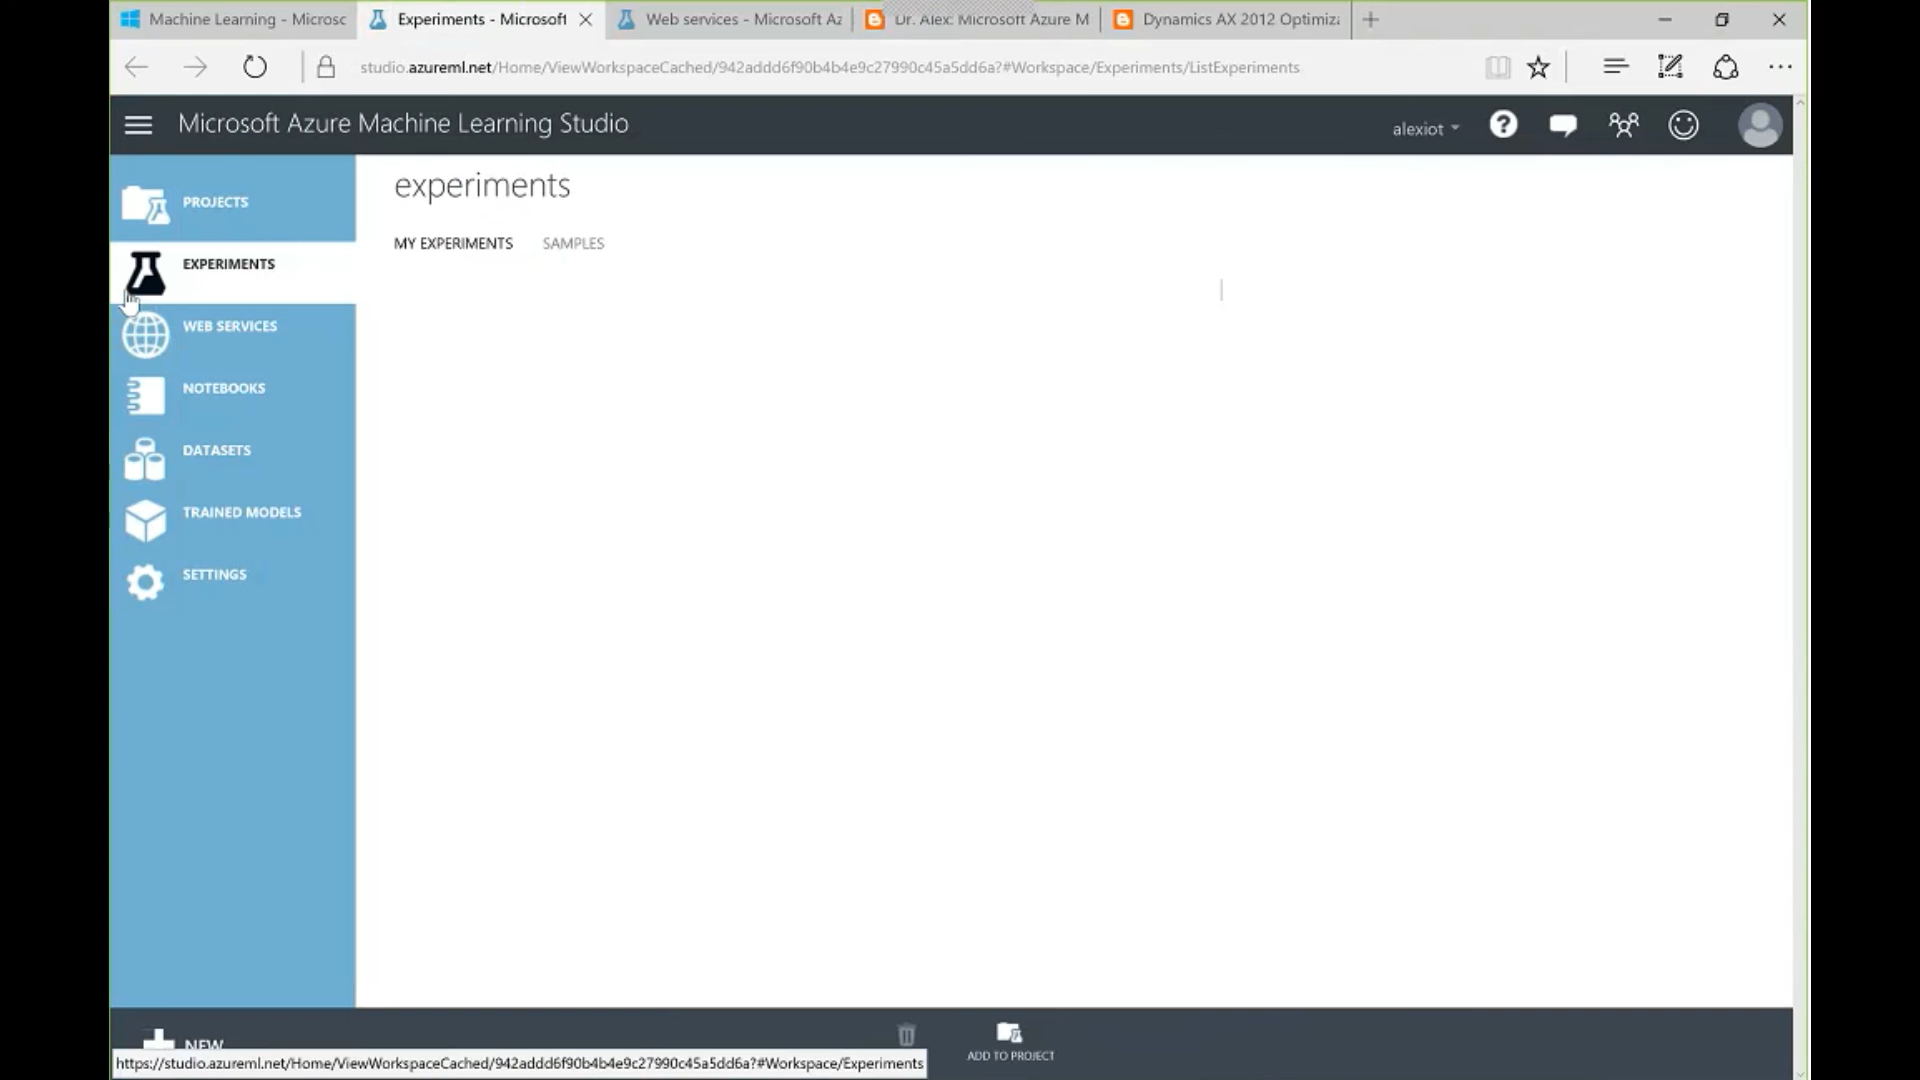 Machine Learning - Microsc
Experiments - Microsoft
Web services - Microsoft Az
Dr. Alex: Microsoft Azure M
Dynamics AX 2012 Optimiza
studio.azureml.net/Home/ViewWorkspaceCached/942addd6f90b4b4e9c27990c45a5dd6a?#Workspace/Experiments/ListExperiments
Microsoft Azure Machine Learning Studio
alexiot
PROJECTS
EXPERIMENTS
WEB SERVICES
NOTEBOOKS
DATASETS
TRAINED MODELS
SETTINGS
experiments
MY EXPERIMENTS SAMPLES
NEW
ADD TO PROJECT
https://studio.azureml.net/Home/ViewWorkspaceCached/942addd6f90b4b4e9c27990c45a5dd6a?#Workspace/Experiments